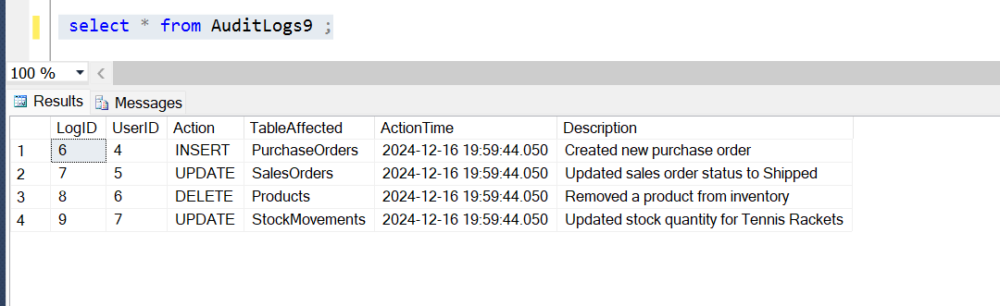 select * from AuditLogs9 ;
100 %
Results Messages
LogID UserID Action TableAffected ActionTime Description
1 6 4 INSERT PurchaseOrders 2024-12-16 19:59:44.050 Created new purchase order
2 7 5 UPDATE SalesOrders 2024-12-16 19:59:44.050 Updated sales order status to Shipped
3 8 6 DELETE Products 2024-12-16 19:59:44.050 Removed a product from inventory
4 9 7 UPDATE StockMovements 2024-12-16 19:59:44.050 Updated stock quantity for Tennis Rackets